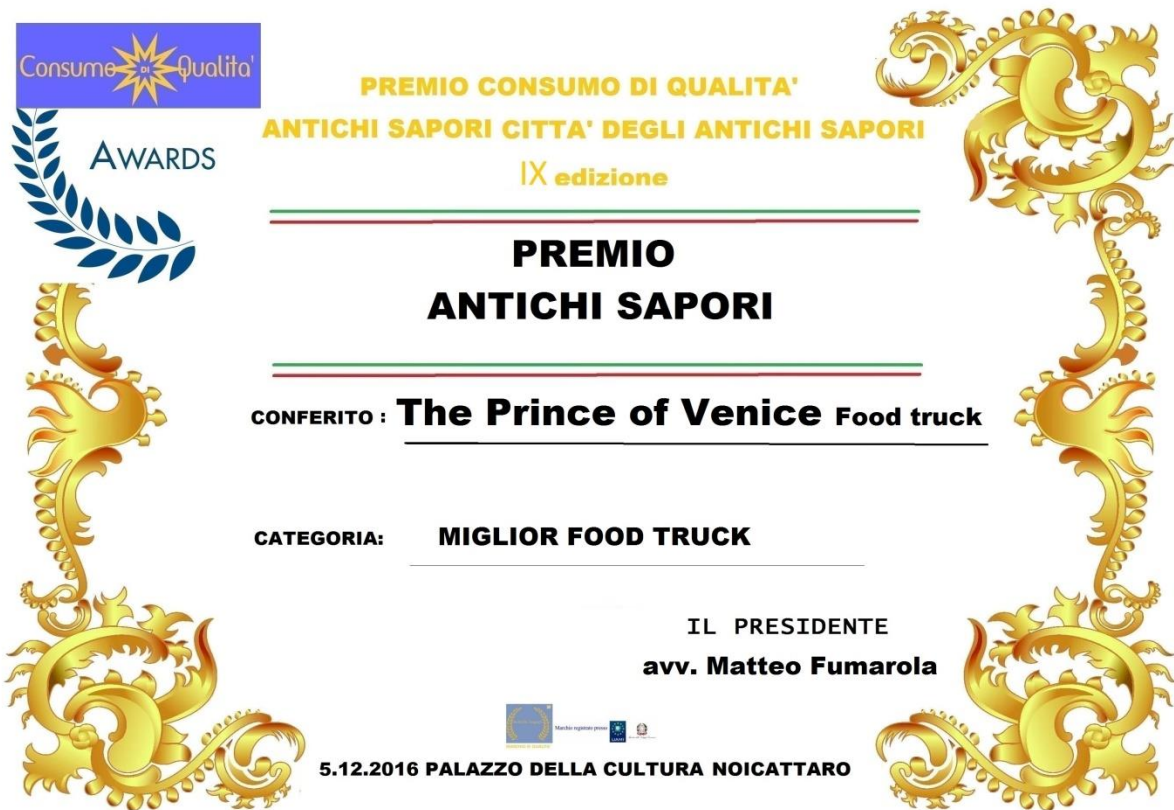 Consumo DI Qualita'
AWARDS
PREMIO CONSUMO DI QUALITA'
ANTICHI SAPORI CITTA' DEGLI ANTICHI SAPORI
IX edizione
PREMIO
ANTICHI SAPORI
CONFERITO : The Prince of Venice Food truck
CATEGORIA: MIGLIOR FOOD TRUCK
IL PRESIDENTE
avv. Matteo Fumarola
Marchio registrato presso
5.12.2016 PALAZZO DELLA CULTURA NOICATTARO